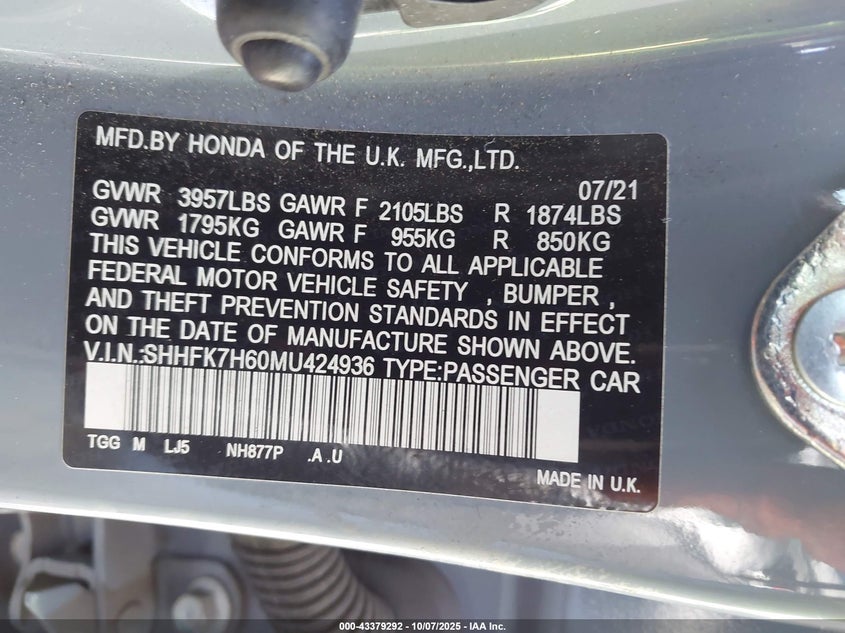 MFD.BY HONDA OF THE U.K. MFG.,LTD.
07/21
GVWR 3957LBS GAWR F 2105LBS R 1874LBS
GVWR 1795KG GAWR F 955KG R 850KG
THIS VEHICLE CONFORMS TO ALL APPLICABLE
FEDERAL MOTOR VEHICLE SAFETY , BUMPER ,
AND THEFT PREVENTION STANDARDS IN EFFECT
ON THE DATE OF MANUFACTURE SHOWN ABOVE.
V.I.N.:SHHFK7H60MU424936 TYPE:PASSENGER CAR
TGG M LJ5 NH877P .A .U
MADE IN U.K.
000-43379292 - 10/07/2025 - IAA Inc.